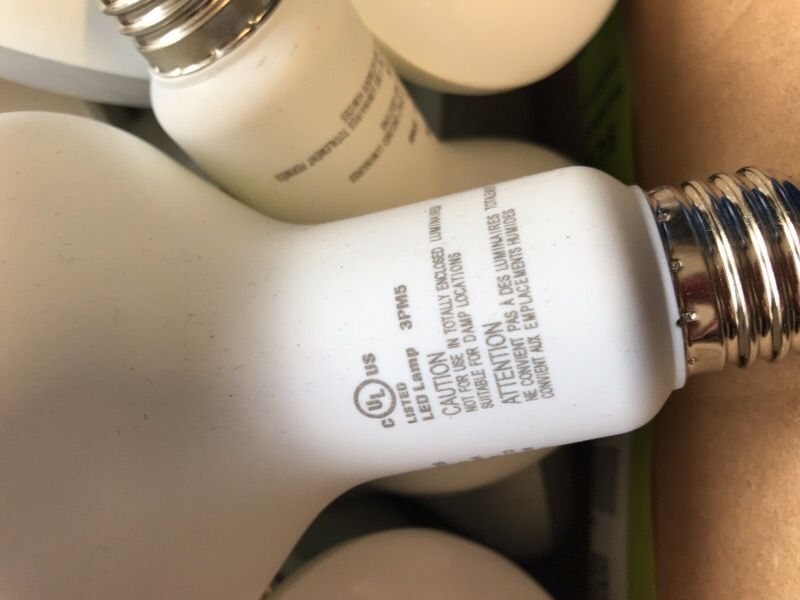 C UL US
LISTED
LED Lamp 3PM5
CAUTION
NOT FOR USE IN TOTALLY ENCLOSED LUMINAIRES
SUITABLE FOR DAMP LOCATIONS
ATTENTION
NE CONVIENT PAS À DES LUMINAIRES
CONVIENT AUX EMPLACEMENTS HUMIDES